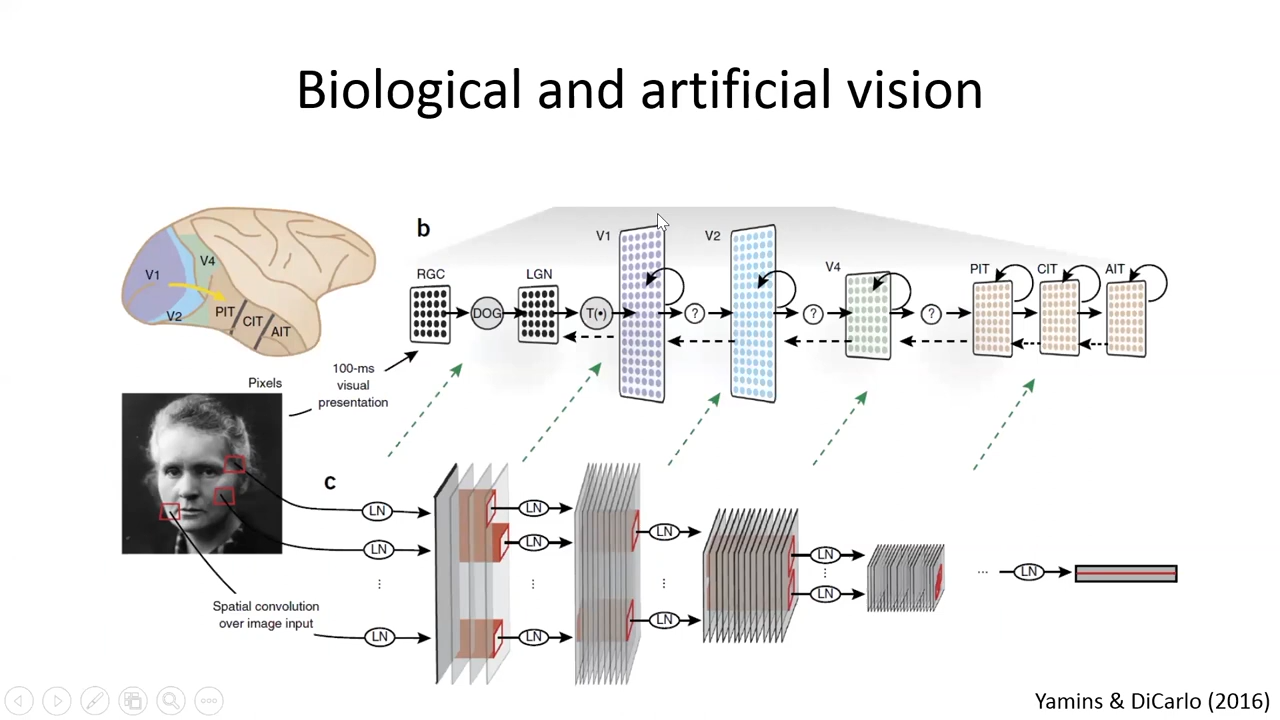 Biological and artificial vision
V1
V2
V4
PIT
CIT
AIT
b
RGC
DOG
LGN
T(•)
V1
?
V2
?
V4
?
PIT
CIT
AIT
100-ms
visual
presentation
Pixels
c
LN
LN
⋮
LN
LN
LN
⋮
LN
LN
⋮
LN
LN
⋮
LN
...
LN
Spatial convolution
over image input
Yamins & DiCarlo (2016)